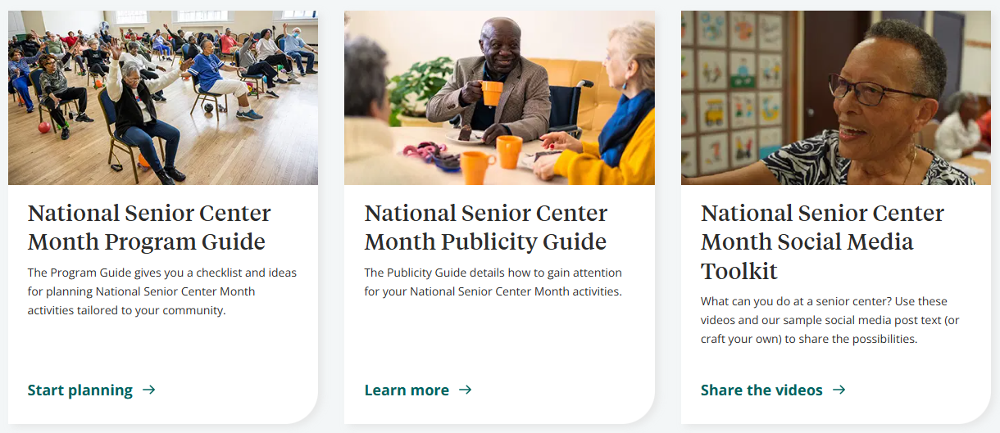 National Senior Center
Month Program Guide
The Program Guide gives you a checklist and ideas
for planning National Senior Center Month
activities tailored to your community.
Start planning →
National Senior Center
Month Publicity Guide
The Publicity Guide details how to gain attention
for your National Senior Center Month activities.
Learn more →
National Senior Center
Month Social Media
Toolkit
What can you do at a senior center? Use these
videos and our sample social media post text (or
craft your own) to share the possibilities.
Share the videos →